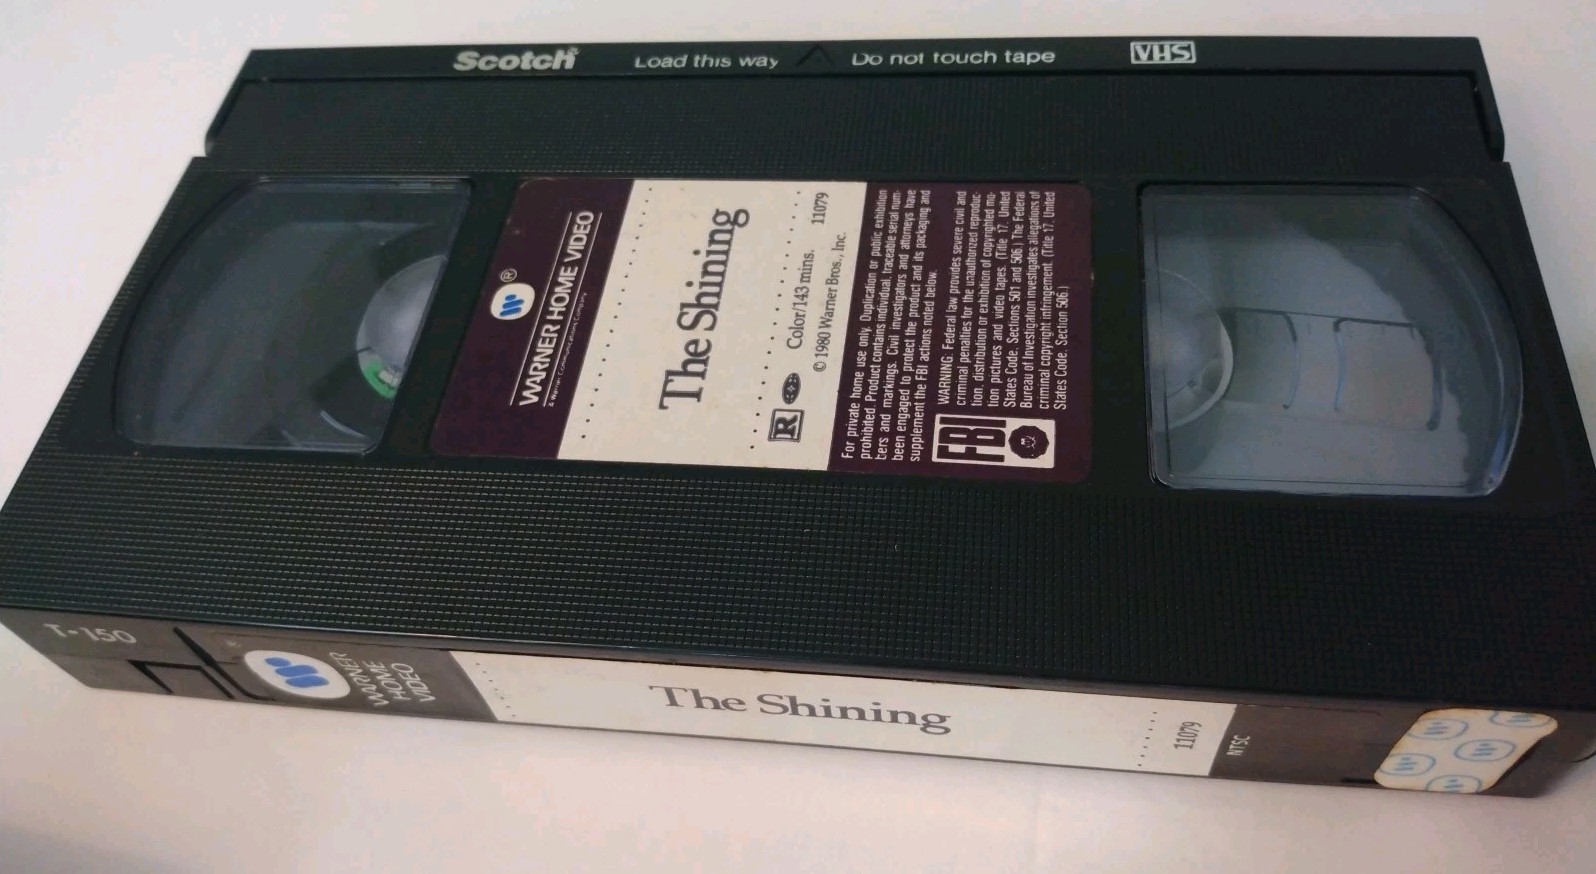 Scotch® Load this way Do not touch tape VHS
W®
WARNER HOME VIDEO
A Warner Communications Company
The Shining
R Color/143 mins. 11079
© 1980 Warner Bros., Inc.
For private home use only. Duplication or public exhibition
prohibited. Product contains individual, traceable serial num-
bers and markings. Civil investigators and attorneys have
been engaged to protect the product and its packaging and
supplement the FBI actions noted below.
FBI
WARNING: Federal law provides severe civil and
criminal penalties for the unauthorized reproduc-
tion, distribution or exhibition of copyrighted mo-
tion pictures and video tapes. (Title 17, United
States Code, Sections 501 and 506.) The Federal
Bureau of Investigation investigates allegations of
criminal copyright infringement. (Title 17, United
States Code, Section 506.)
T-150
W®
WARNER
HOME
VIDEO
The Shining
11079
NTSC